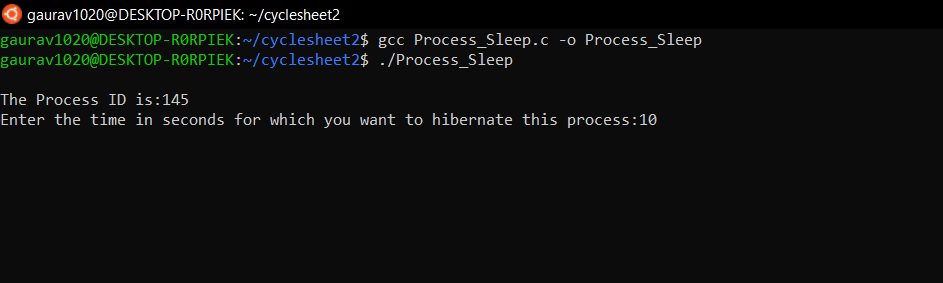 gaurav1020@DESKTOP-R0RPIEK: ~/cyclesheet2
gaurav1020@DESKTOP-R0RPIEK:~/cyclesheet2$ gcc Process_Sleep.c -o Process_Sleep
gaurav1020@DESKTOP-R0RPIEK:~/cyclesheet2$ ./Process_Sleep
The Process ID is:145
Enter the time in seconds for which you want to hibernate this process:10